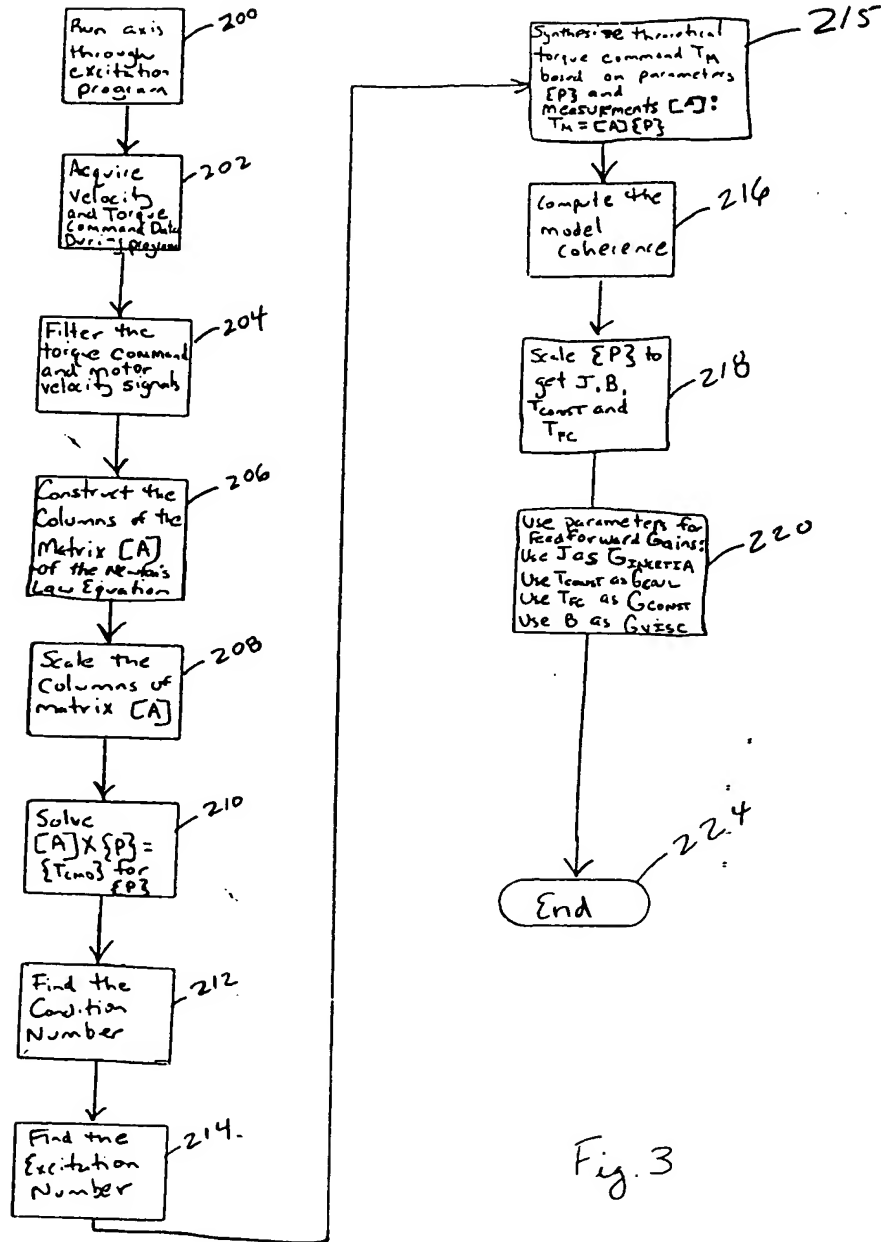 Run axis
through
excitation
program
200
Acquire
Velocity
and Torque
Command Data
During program
202
Filter the
torque command
and motor
velocity signals
204
Construct the
Columns of the
Matrix [A]
of the Newton's
Law Equation
206
Scale the
Columns of
matrix [A]
208
Solve
[A] X {P} =
{TCMD} for
{P}
210
Find the
Condition
Number
212
Find the
Excitation
Number
214
Synthesize theoretical
torque command TM
based on parameters
{P} and
measurements [A]:
TM = [A]{P}
215
Compute the
model
coherence
216
Scale {P} to
get J, B,
TCONST and
TFC
218
Use parameters for
Feedforward Gains:
Use J as GINERTIA
Use TCONST as GCOUL
Use TFC as GCONST
Use B as GVISC
220
End
224
Fig. 3